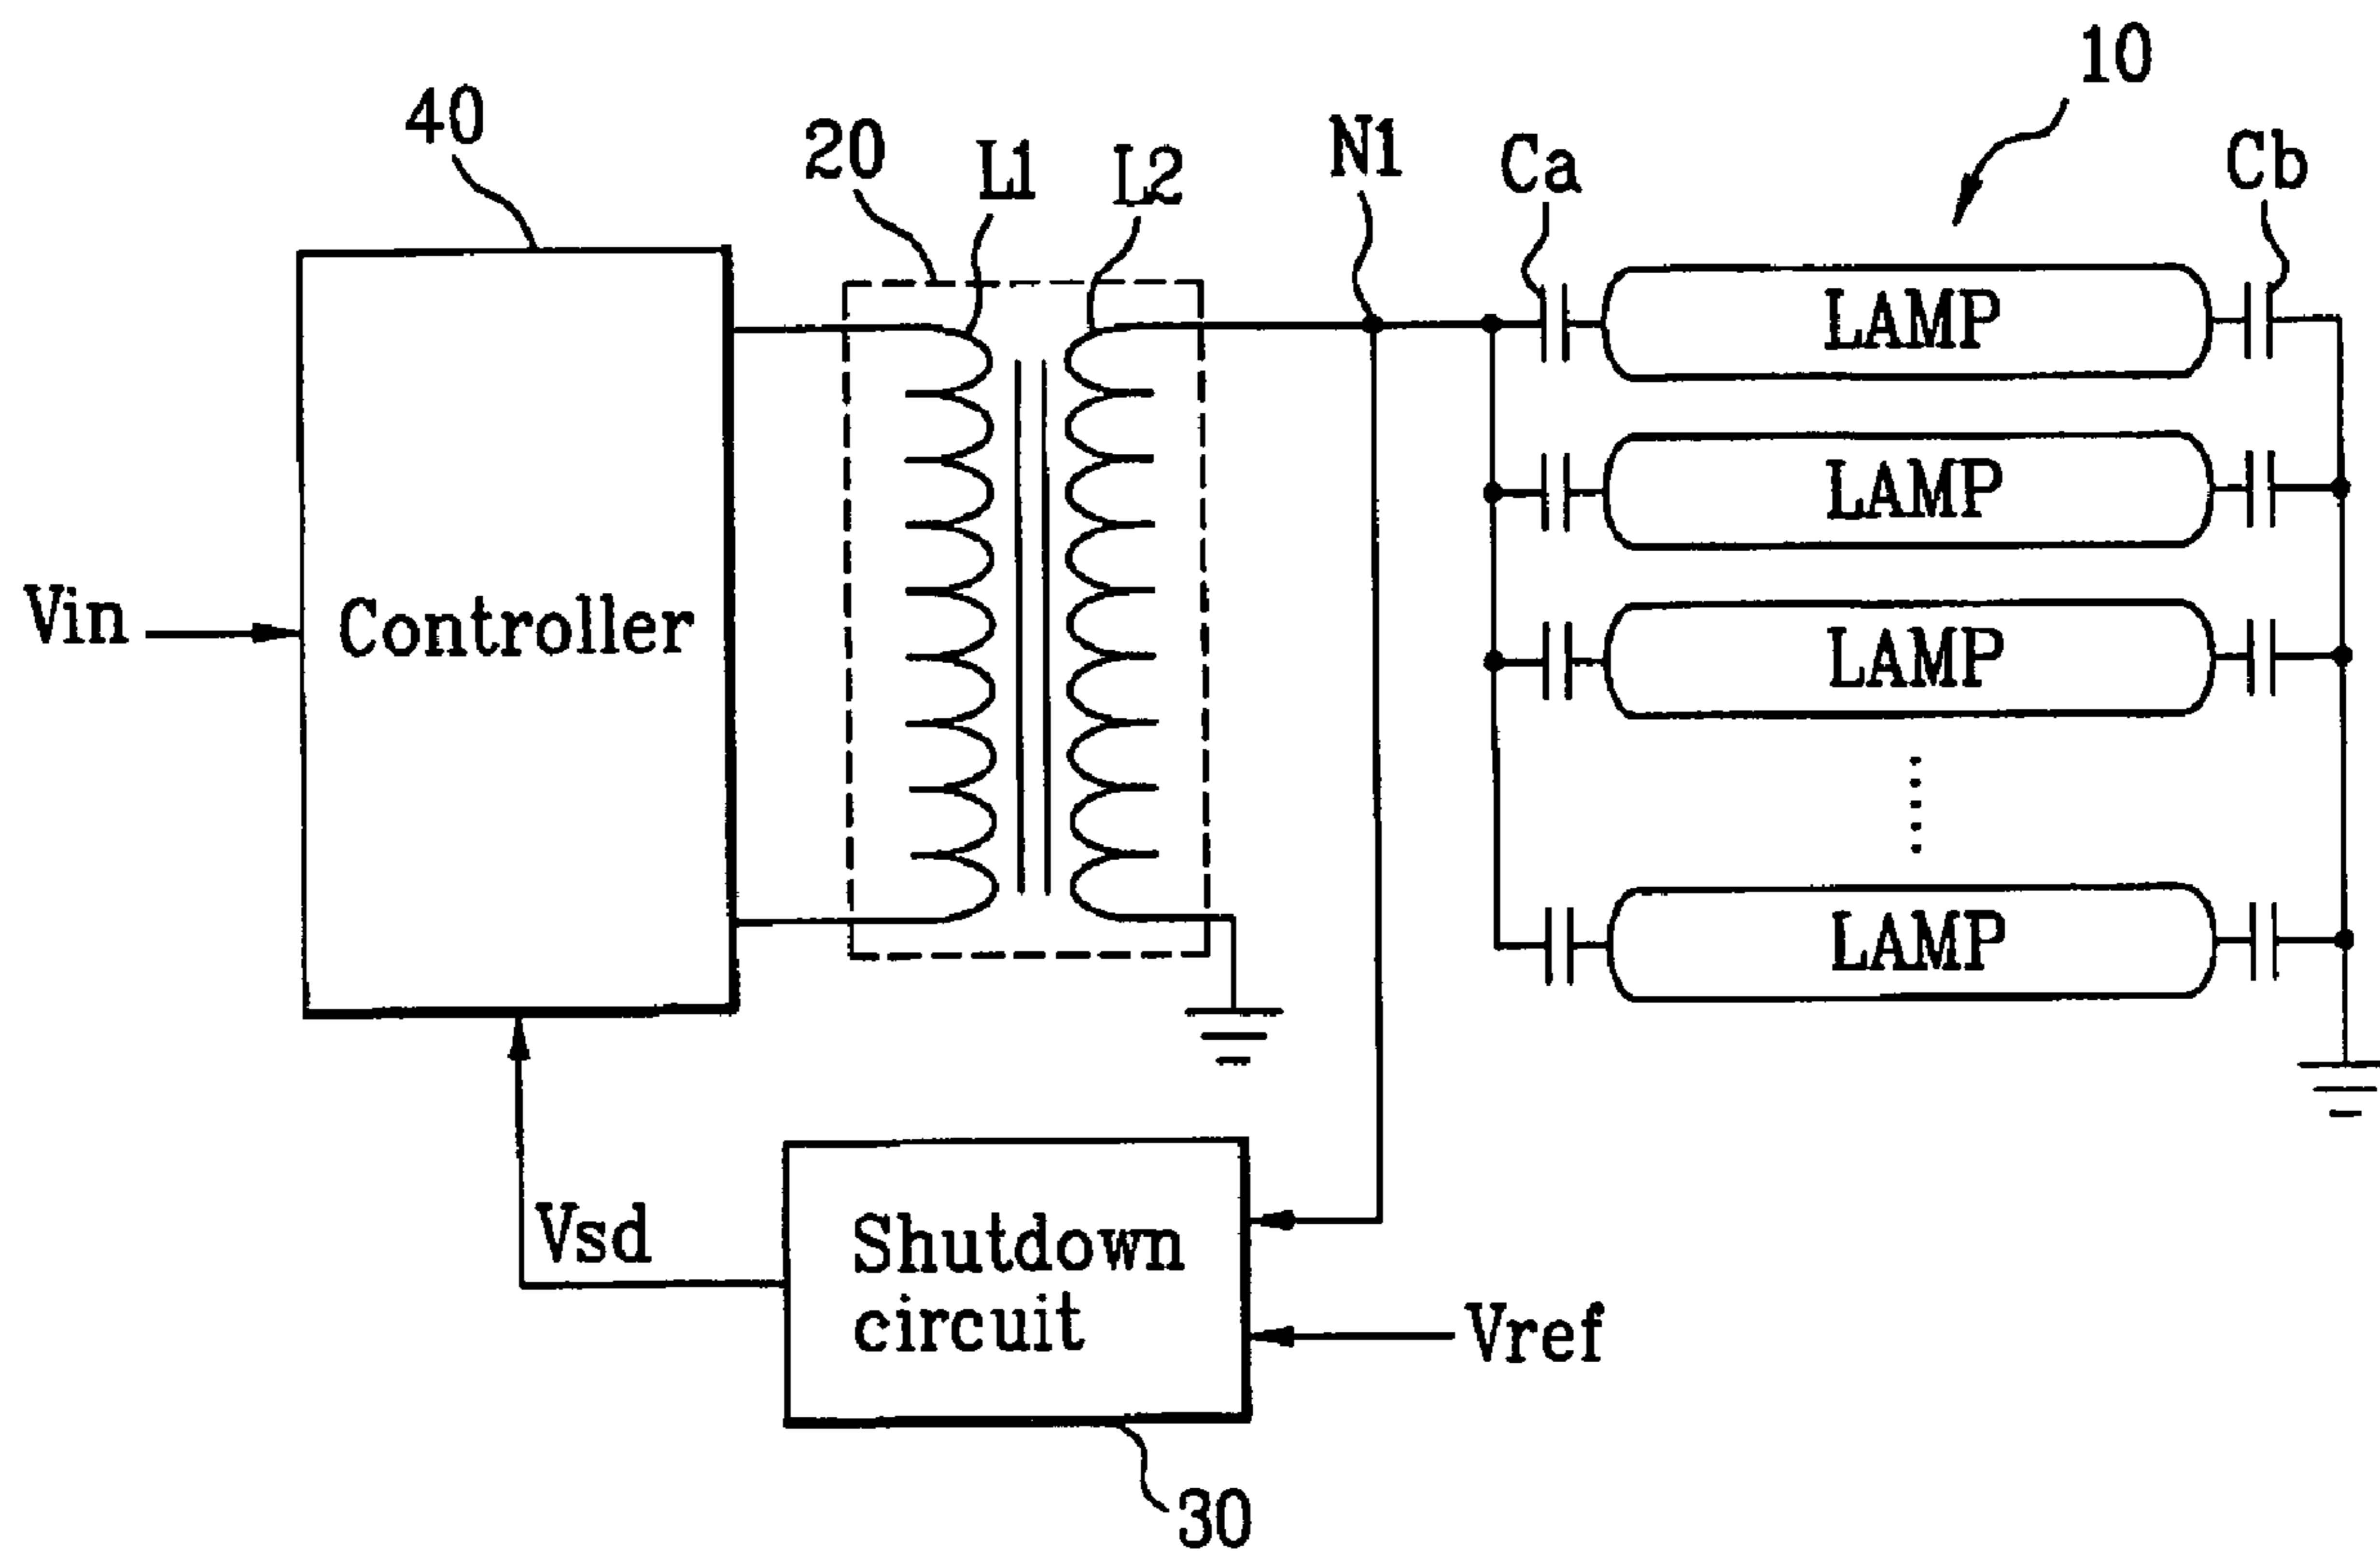 10
40
20
L1
L2
N1
Ca
Cb
LAMP
LAMP
Vin
Controller
LAMP
LAMP
Vsd
Shutdown
circuit
Vref
30